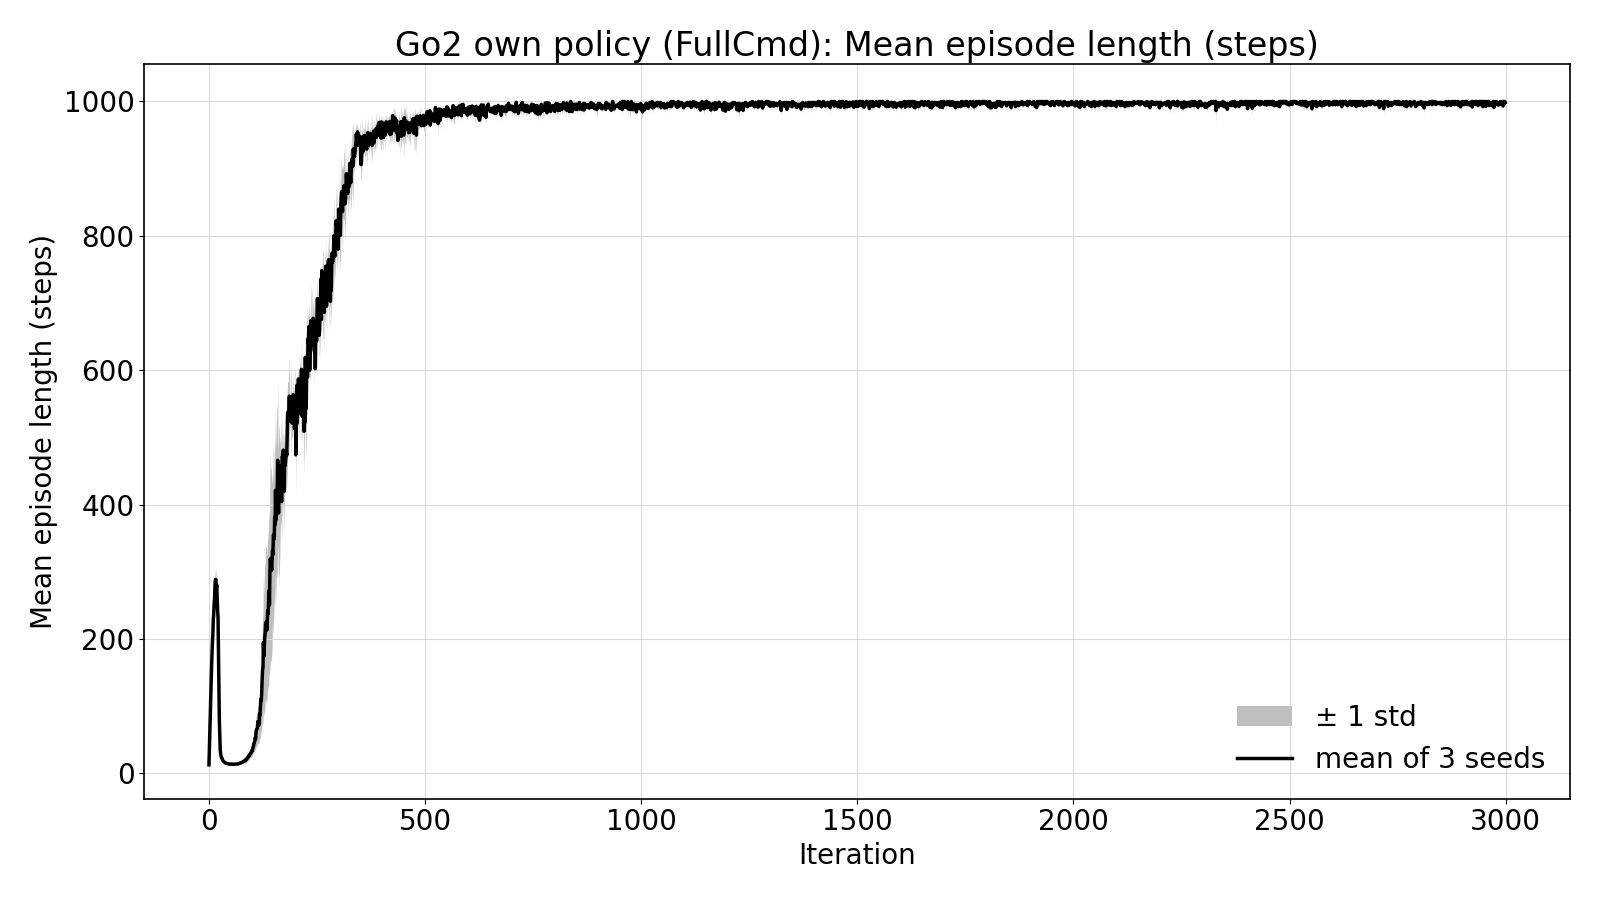 Go2 own policy (FullCmd): Mean episode length (steps)
Mean episode length (steps)
1000
800
600
400
200
0
0 500 1000 1500 2000 2500 3000
Iteration
± 1 std
mean of 3 seeds